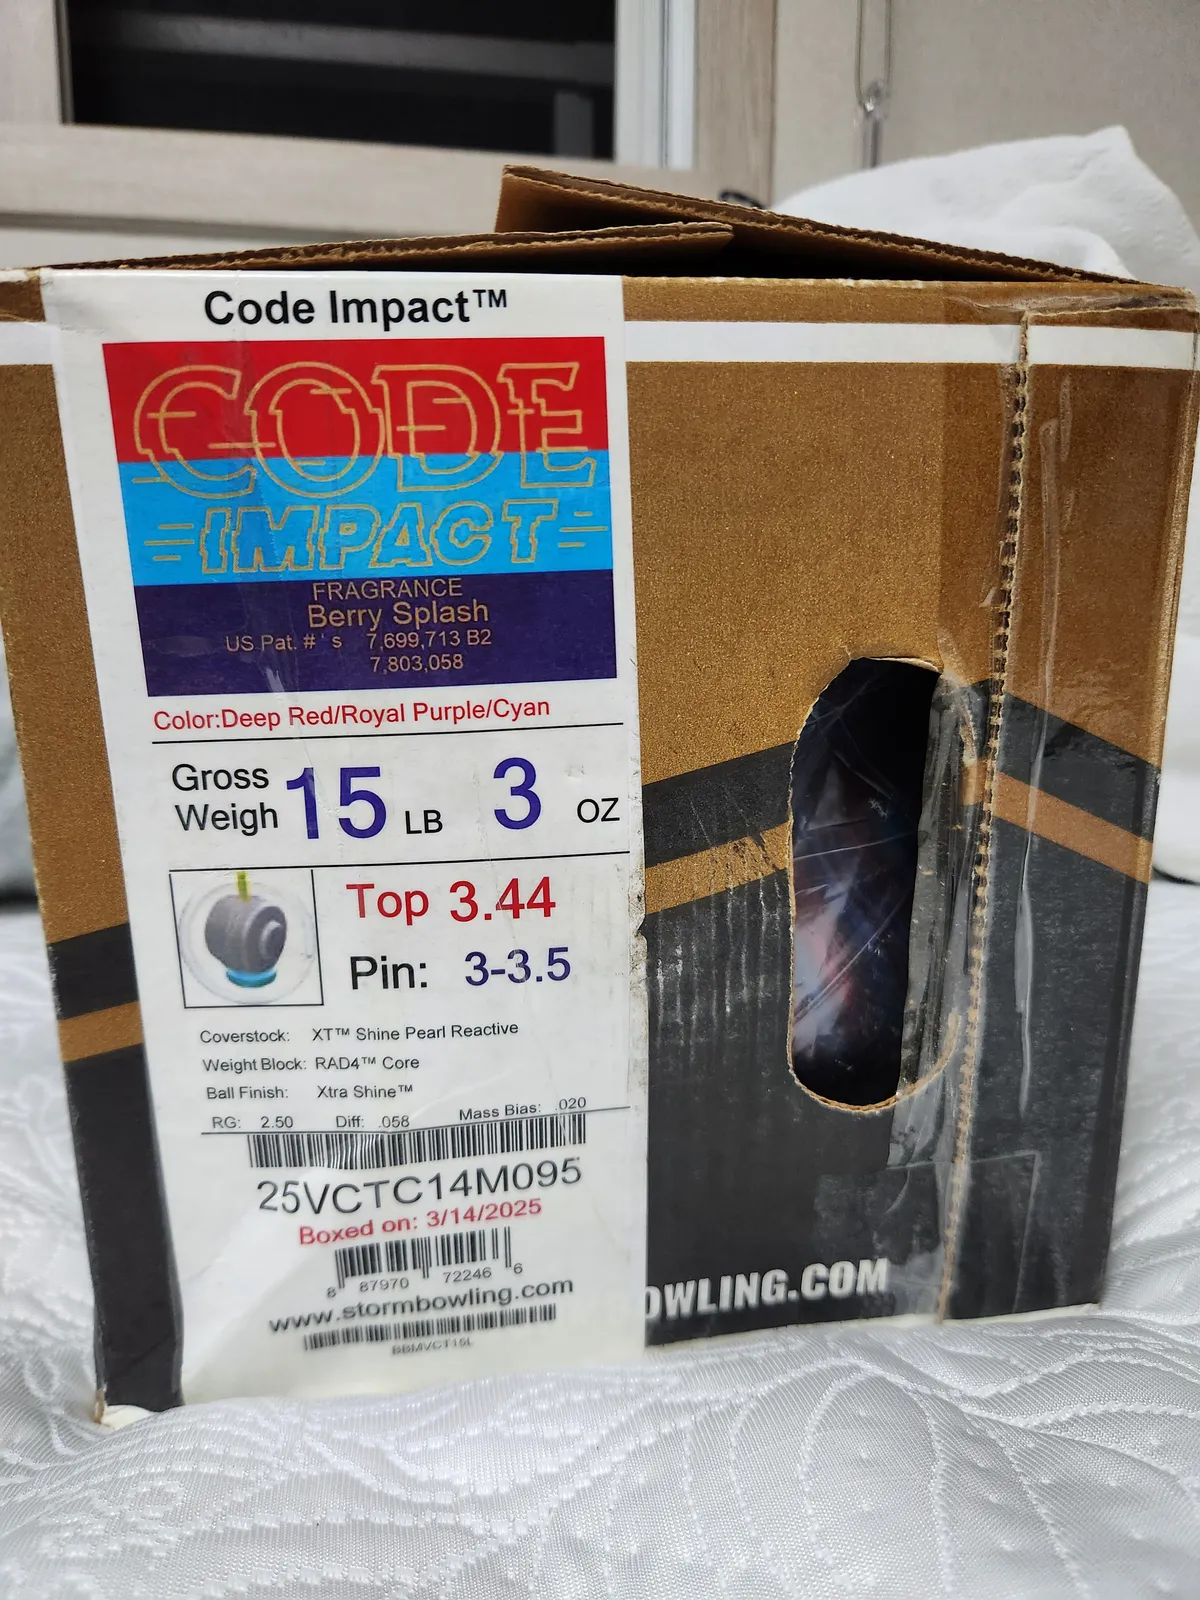 Code Impact™
CODE
IMPACT
FRAGRANCE
Berry Splash
US Pat. # ' s 7,699,713 B2
7,803,058
Color:Deep Red/Royal Purple/Cyan
Gross
Weigh 15 LB 3 OZ
Top 3.44
Pin: 3-3.5
Coverstock: XT™ Shine Pearl Reactive
Weight Block: RAD4™ Core
Ball Finish: Xtra Shine™
RG: 2.50 Diff: .058 Mass Bias: .020
25VCTC14M095
Boxed on: 3/14/2025
8 87970 72246 6
www.stormbowling.com
BBMVCT15L
OWLING.COM